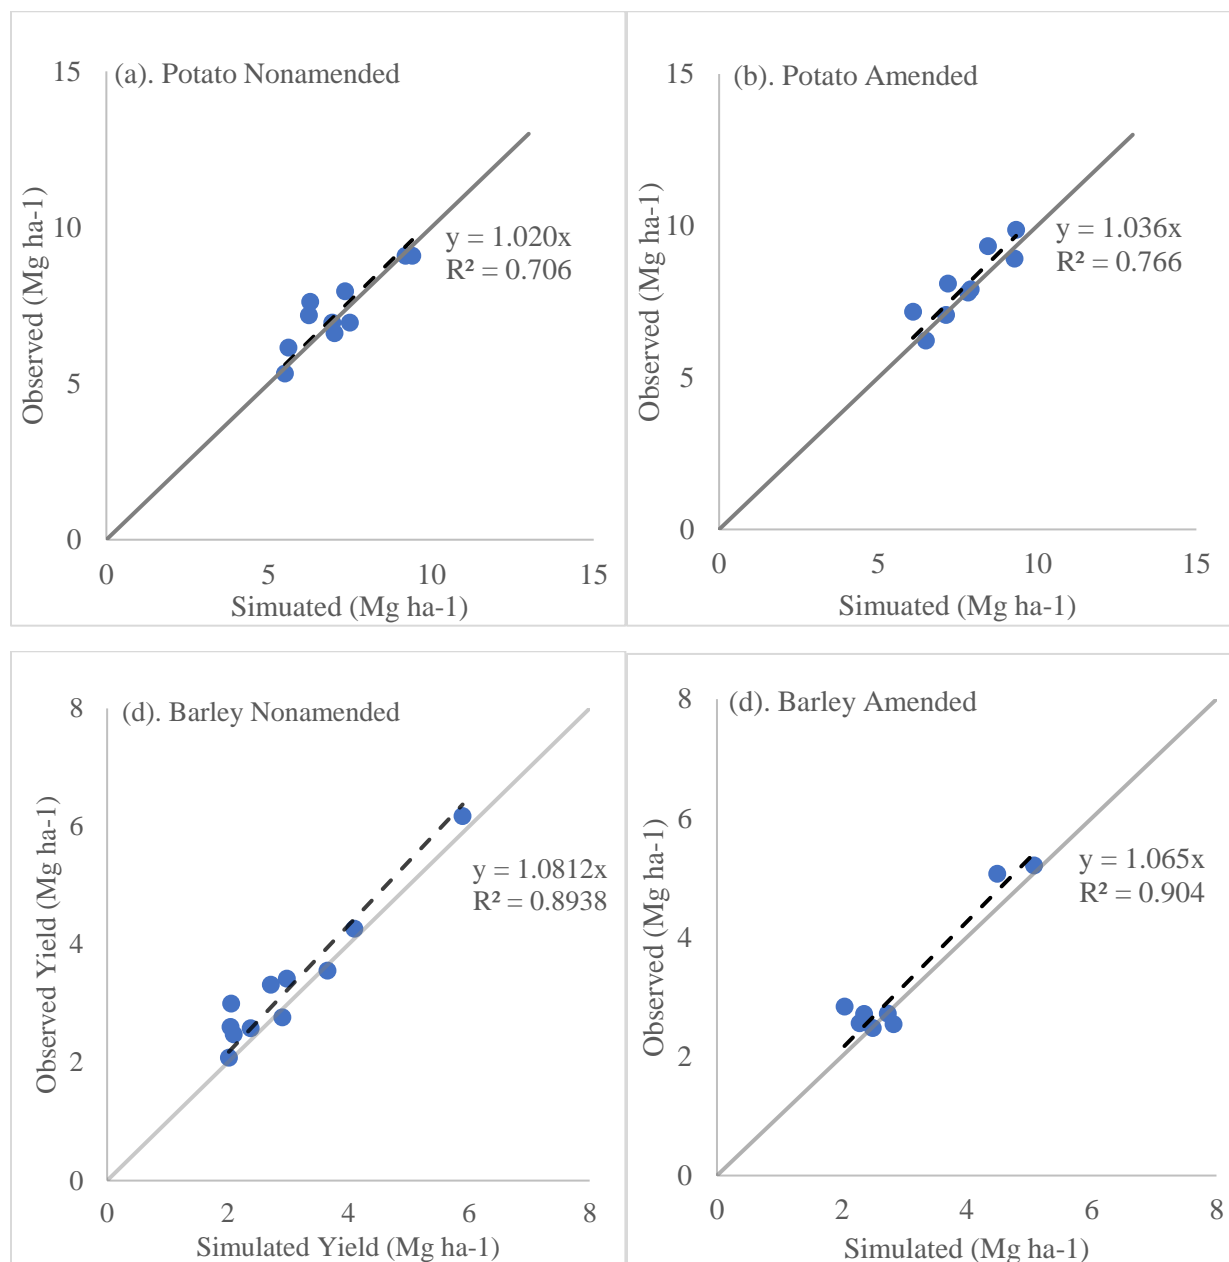 (a). Potato Nonamended
15
10
5
0
Observed (Mg ha-1)
y = 1.020x
R² = 0.706
0 5 10 15
Simuated (Mg ha-1)
(b). Potato Amended
15
10
5
0
Observed (Mg ha-1)
y = 1.036x
R² = 0.766
0 5 10 15
Simuated (Mg ha-1)
(d). Barley Nonamended
8
6
4
2
0
Observed Yield (Mg ha-1)
y = 1.0812x
R² = 0.8938
0 2 4 6 8
Simulated Yield (Mg ha-1)
(d). Barley Amended
8
6
4
2
0
Observed (Mg ha-1)
y = 1.065x
R² = 0.904
0 2 4 6 8
Simulated (Mg ha-1)